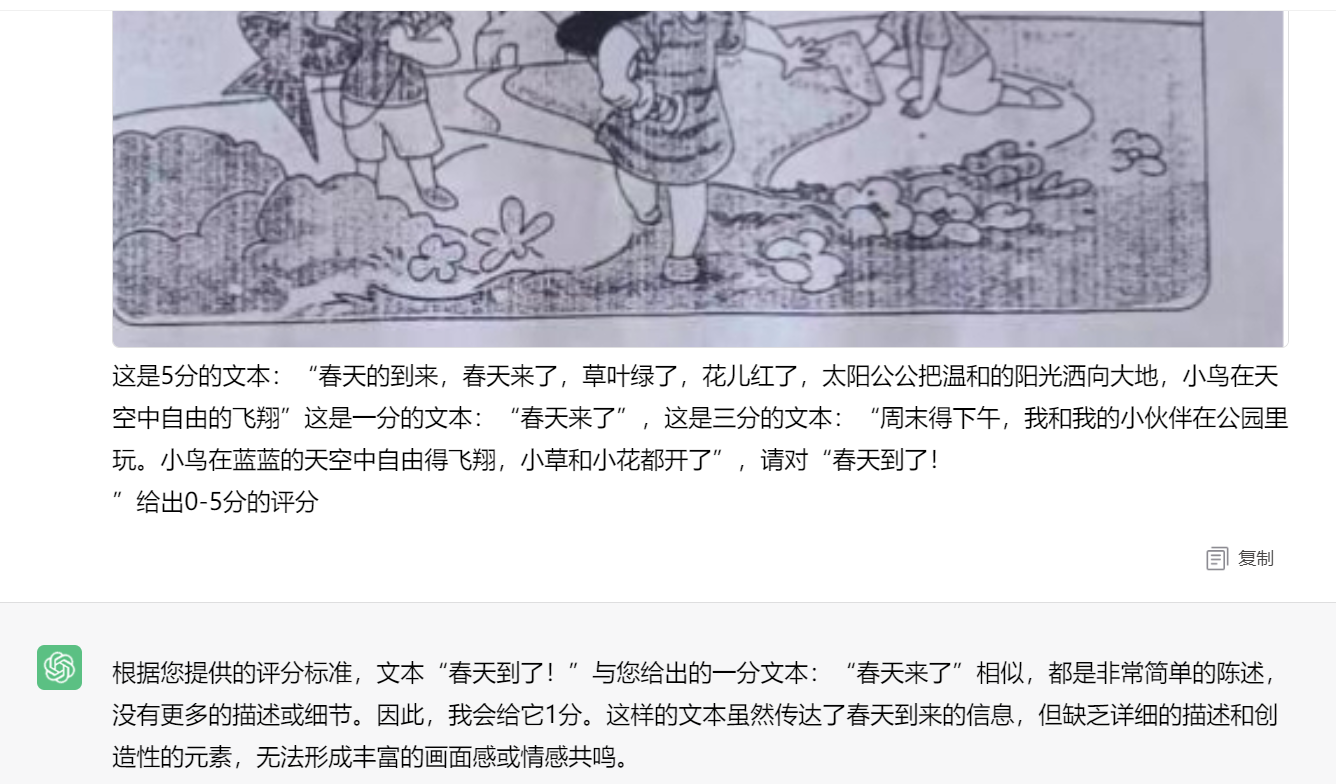 这是5分的文本：“春天的到来，春天来了，草叶绿了，花儿红了，太阳公公把温和的阳光洒向大地，小鸟在天
空中自由的飞翔”这是一分的文本：“春天来了”，这是三分的文本：“周末得下午，我和我的小伙伴在公园里
玩。小鸟在蓝蓝的天空中自由得飞翔，小草和小花都开了”，请对“春天到了！
”给出0-5分的评分
复制
根据您提供的评分标准，文本“春天到了！”与您给出的一分文本：“春天来了”相似，都是非常简单的陈述，
没有更多的描述或细节。因此，我会给它1分。这样的文本虽然传达了春天到来的信息，但缺乏详细的描述和创
造性的元素，无法形成丰富的画面感或情感共鸣。